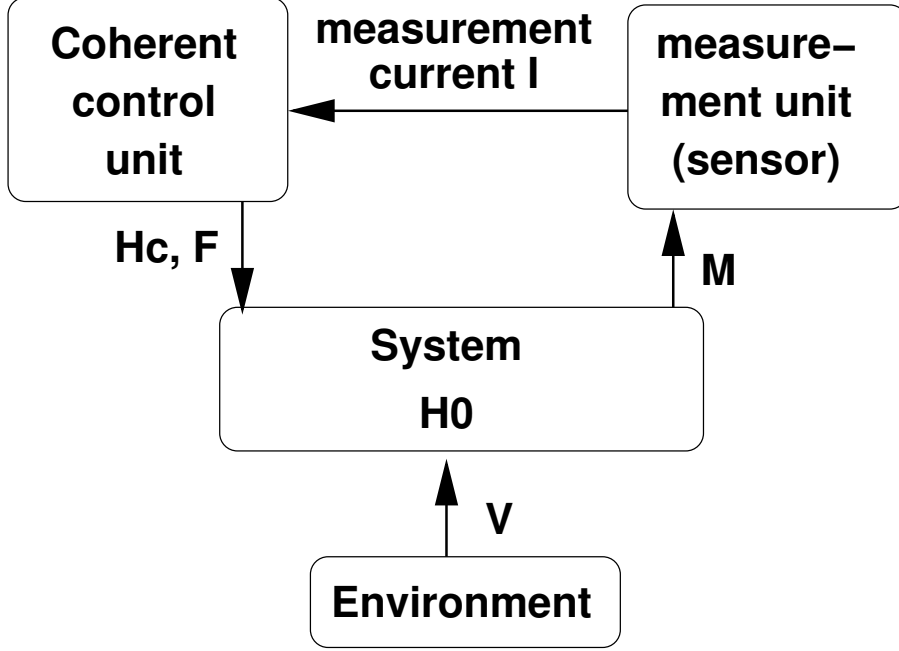 Coherent
control
unit
measurement
current I
measure−
ment unit
(sensor)
Hc, F
M
System
H0
V
Environment